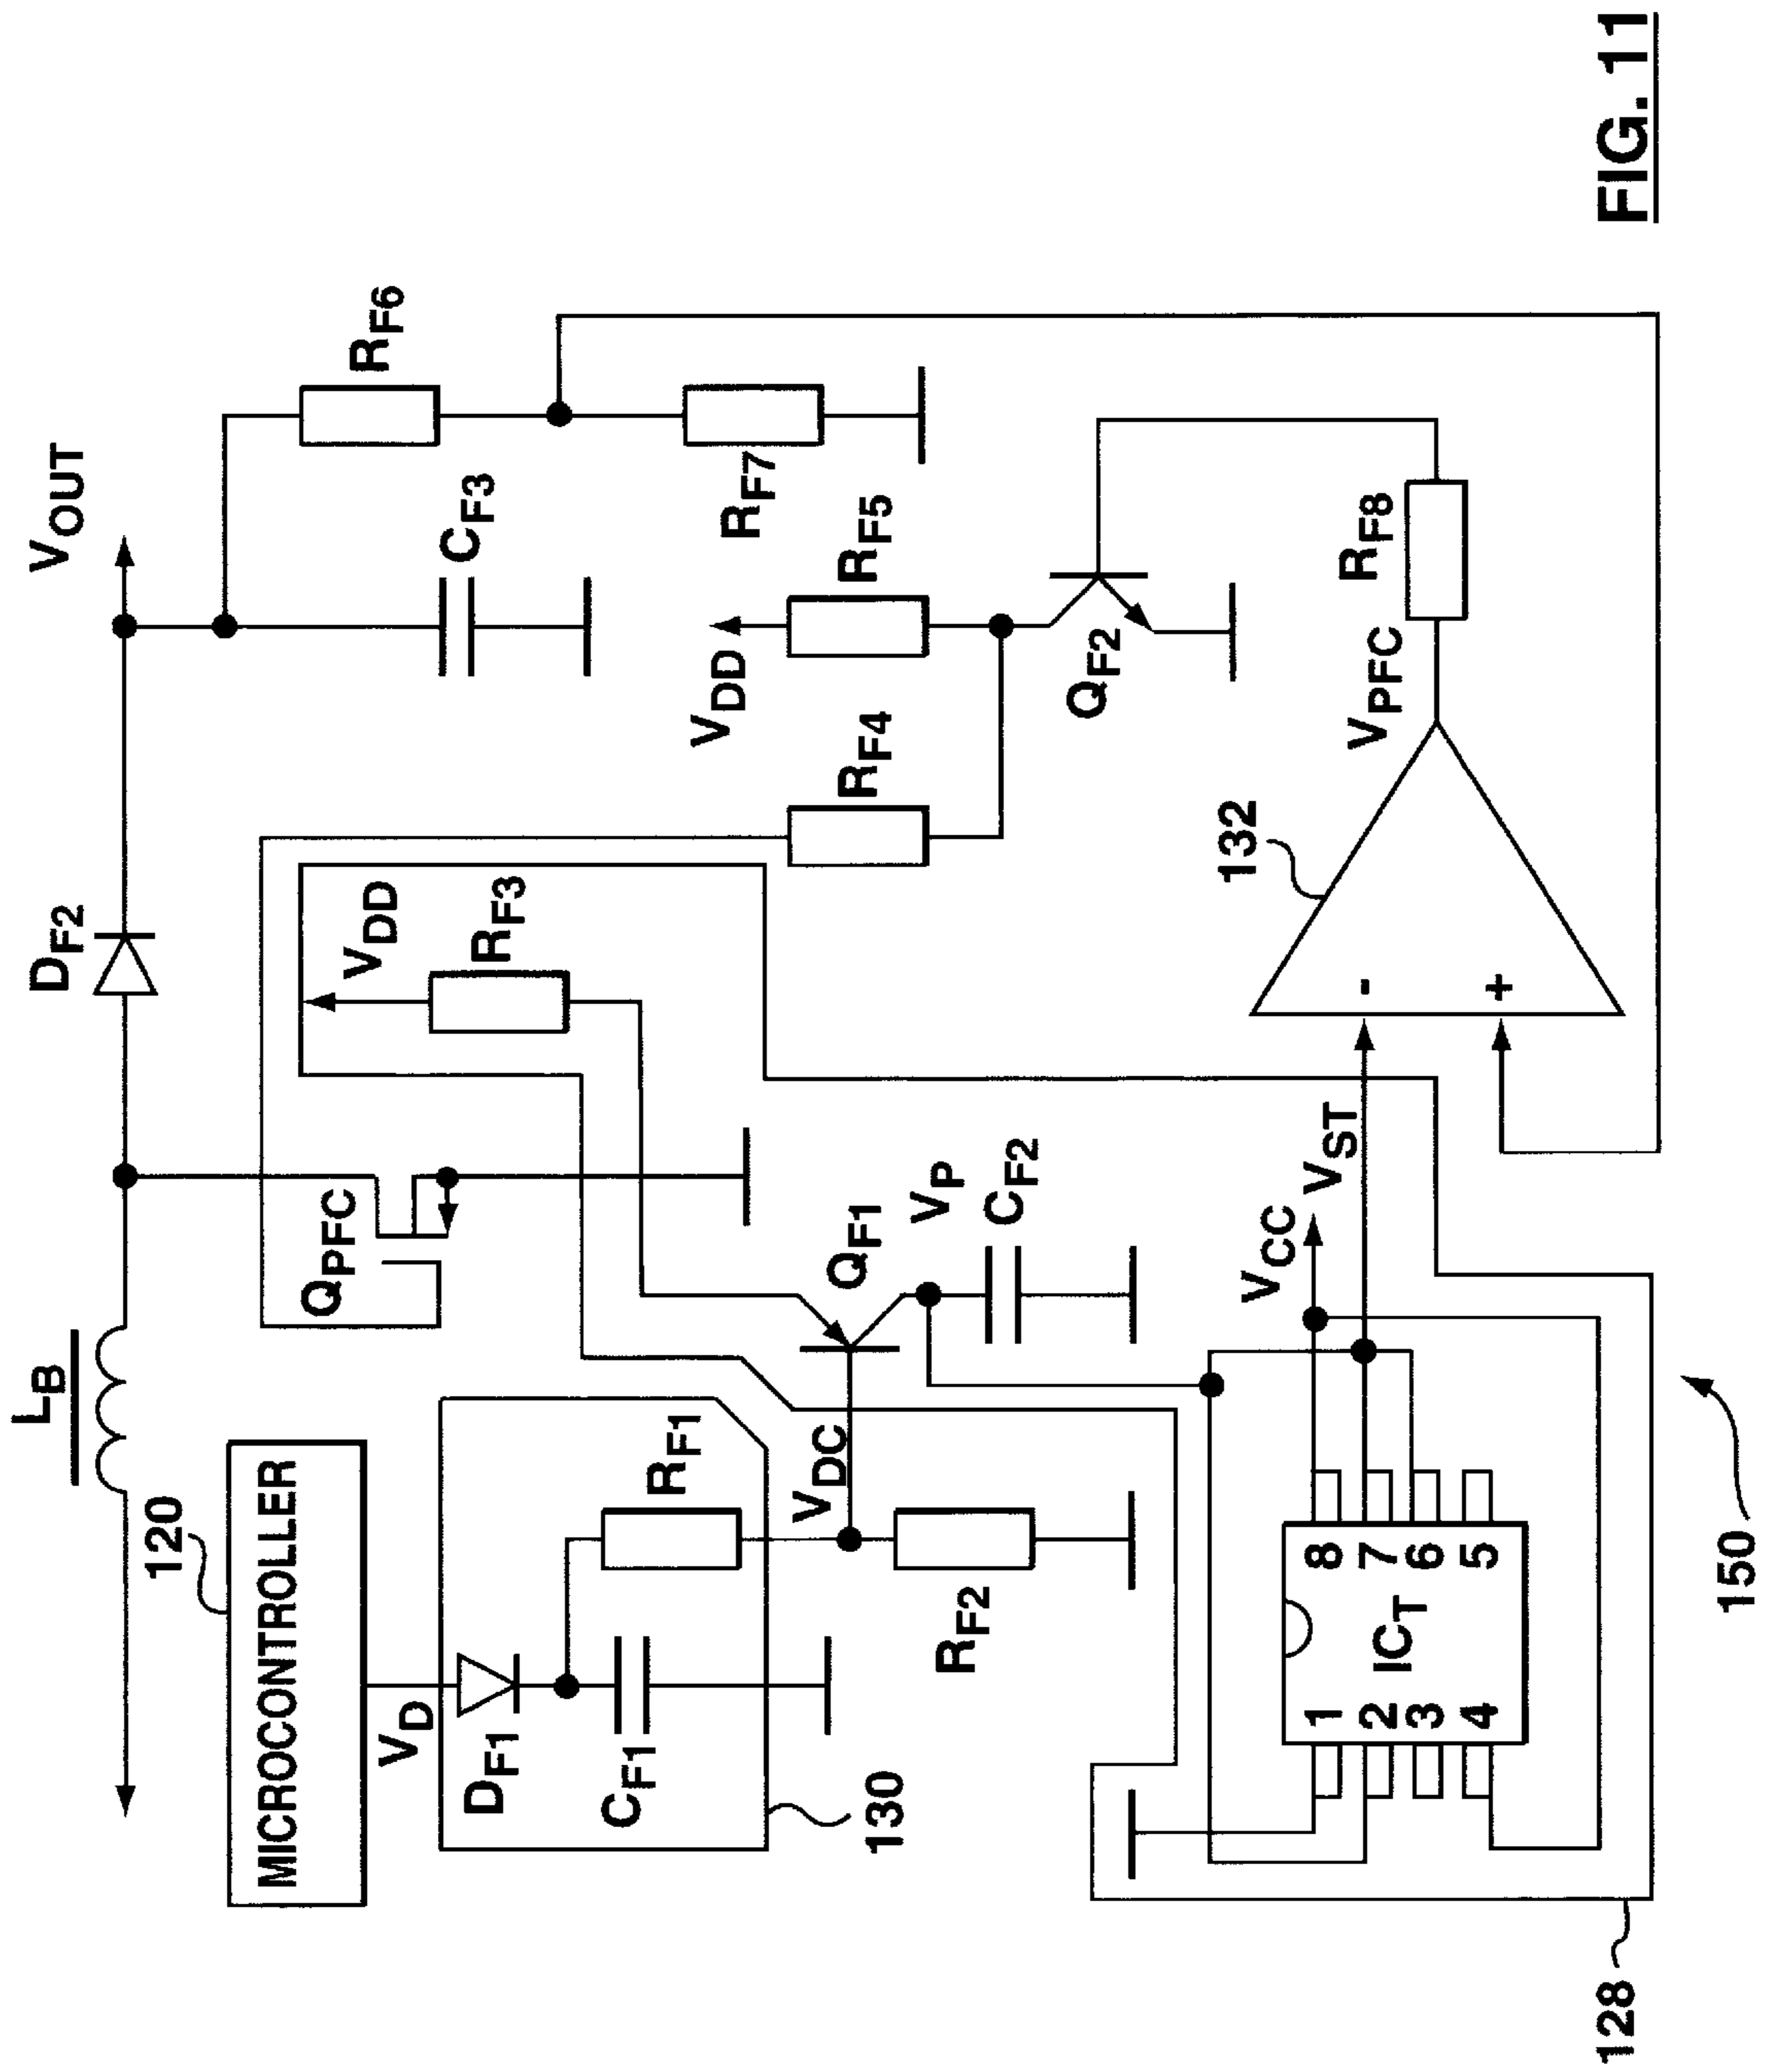 L_B
V_OUT
D_F2
MICROCONTROLLER
120
Q_PFC
V_DD
R_F3
C_F3
R_F6
V_D
D_F1
C_F1
R_F1
130
V_DC
R_F2
Q_F1
V_P
C_F2
R_F4
V_DD
R_F5
R_F7
Q_F2
V_CC
V_ST
132
-
+
V_PFC
R_F8
IC_T
1
2
3
4
8
7
6
5
128
150
FIG. 11